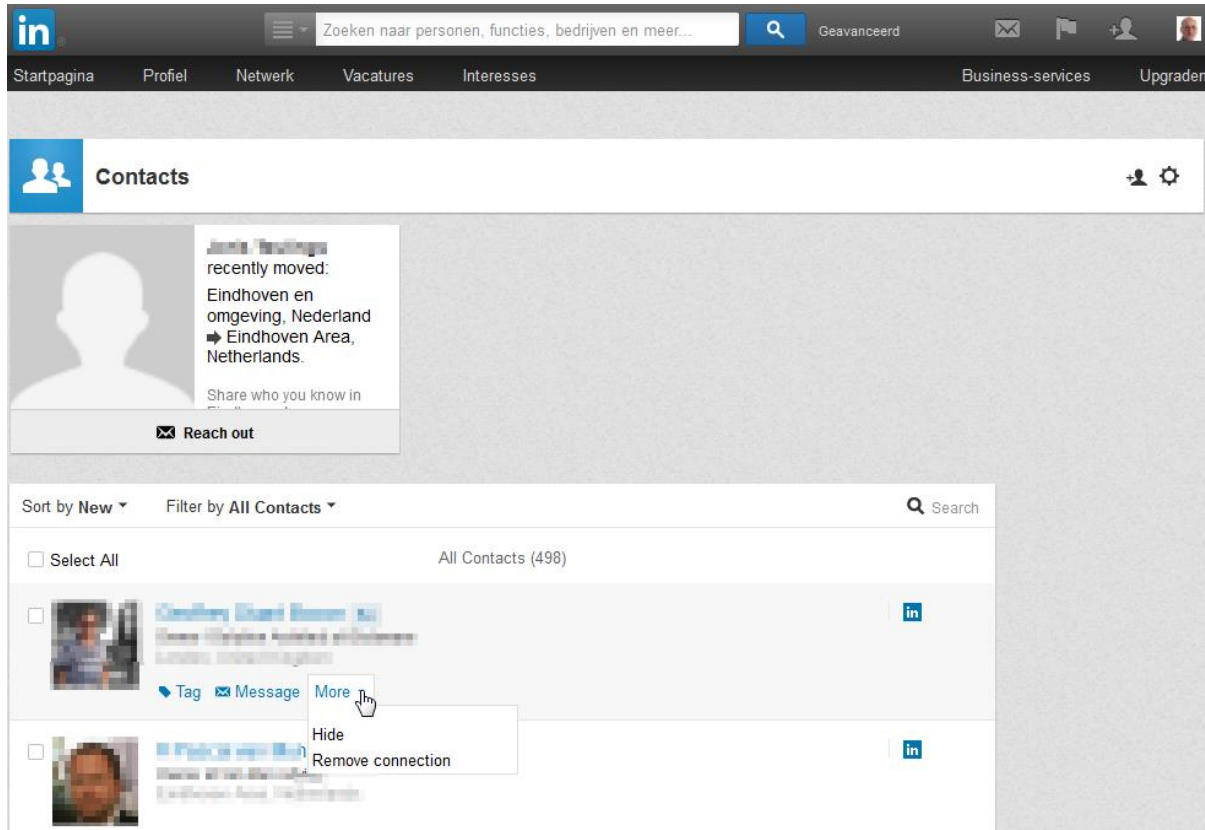 in
Zoeken naar personen, functies, bedrijven en meer...
Geavanceerd
Startpagina Profiel Netwerk Vacatures Interesses Business-services Upgraden
Contacts
recently moved:
Eindhoven en
omgeving, Nederland
➡ Eindhoven Area,
Netherlands.
Share who you know in
Reach out
Sort by New Filter by All Contacts Search
Select All All Contacts (498)
in
Tag Message More
Hide
in
Remove connection